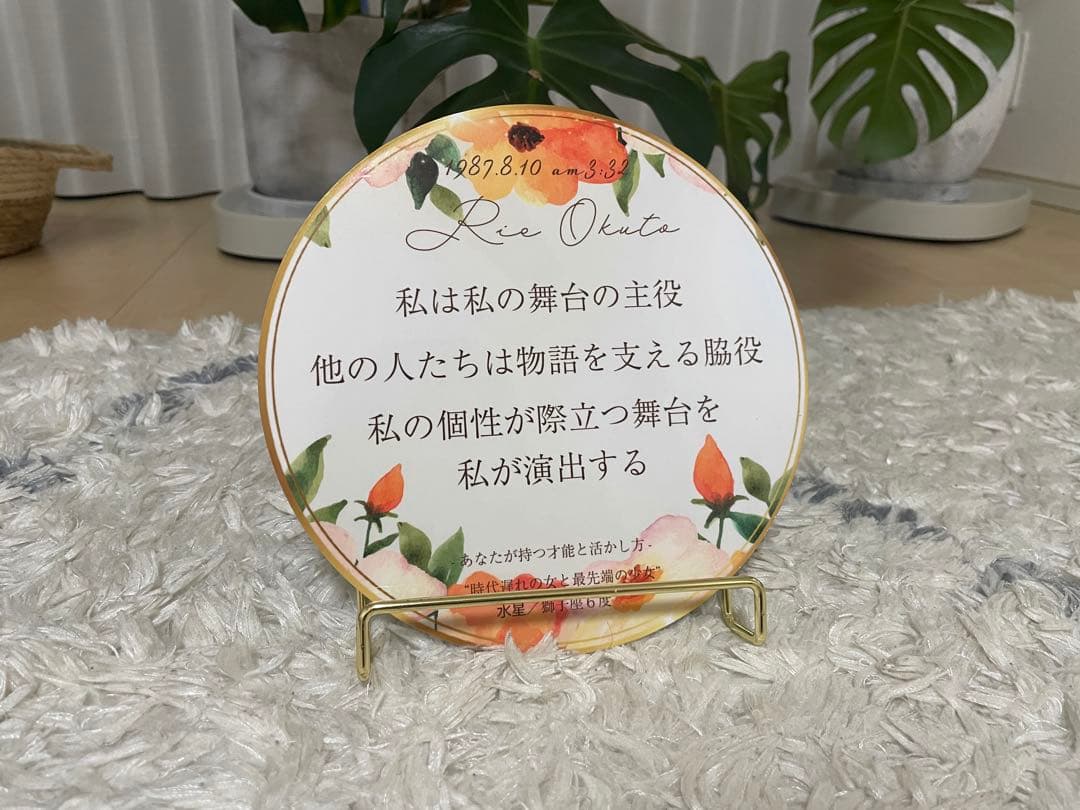 1987.8.10 am3:32
Rie Okuto
私は私の舞台の主役
他の人たちは物語を支える脇役
私の個性が際立つ舞台を
私が演出する
- あなたが持つ才能と活かし方 -
"時代遅れの女と最先端の少女"
水星／獅子座6度